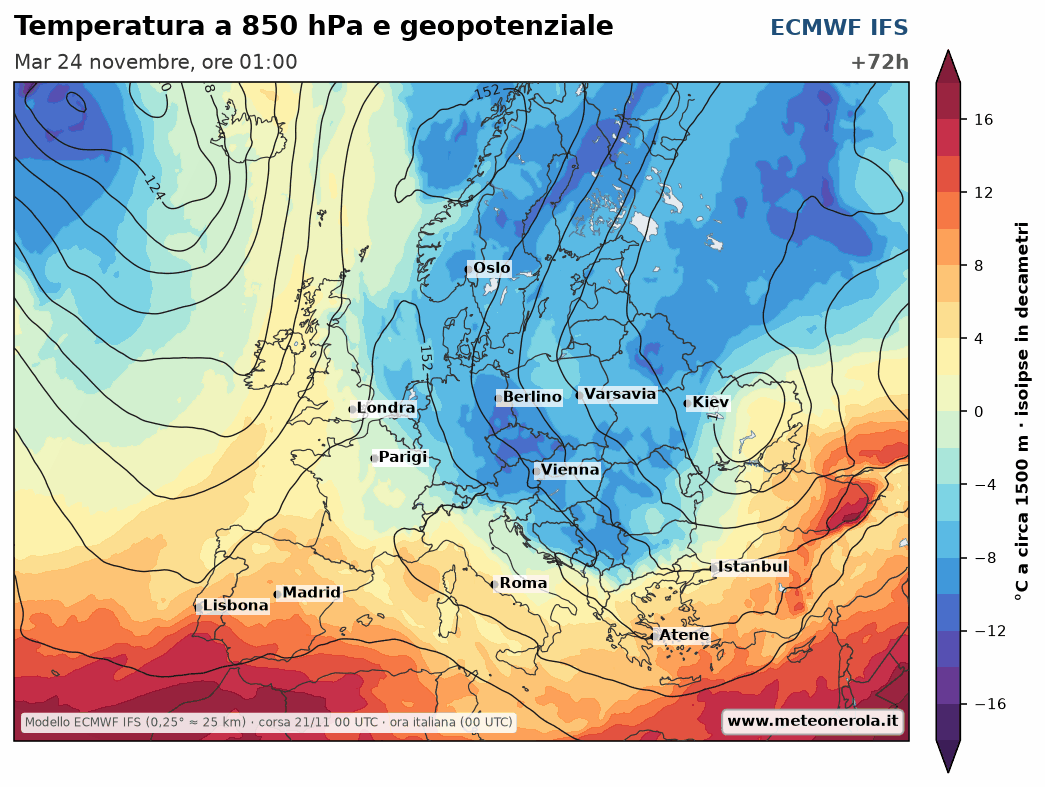 Temperatura a 850 hPa e geopotenziale
ECMWF IFS
Mar 24 novembre, ore 01:00
+72h
152
0
8
124
Oslo
152
Londra
Berlino
Varsavia
Kiev
Parigi
Vienna
Roma
Istanbul
Madrid
Lisbona
Atene
Modello ECMWF IFS (0,25° ≈ 25 km) · corsa 21/11 00 UTC · ora italiana (00 UTC)
www.meteonerola.it
16
12
8
4
0
−4
−8
−12
−16
°C a circa 1500 m · isoipse in decametri